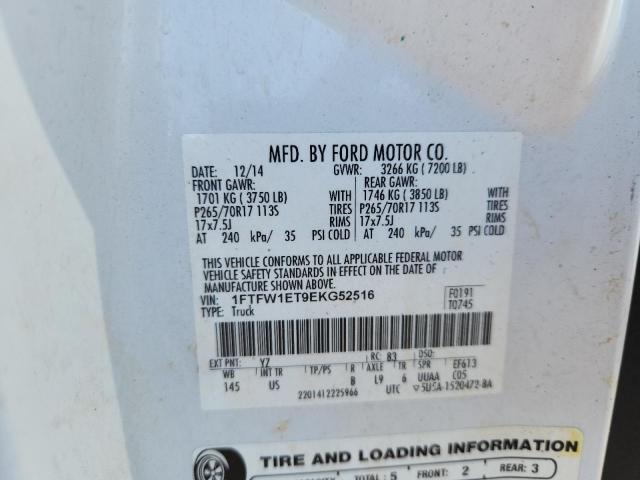 MFD. BY FORD MOTOR CO.
DATE: 12/14 GVWR: 3266 KG ( 7200 LB)
FRONT GAWR: REAR GAWR:
1701 KG ( 3750 LB) WITH 1746 KG ( 3850 LB) WITH
P265/70R17 113S TIRES P265/70R17 113S TIRES
17x7.5J RIMS 17x7.5J RIMS
AT 240 kPa/ 35 PSI COLD AT 240 kPa/ 35 PSI COLD
THIS VEHICLE CONFORMS TO ALL APPLICABLE FEDERAL MOTOR
VEHICLE SAFETY STANDARDS IN EFFECT ON THE DATE OF
MANUFACTURE SHOWN ABOVE.
VIN: 1FTFW1ET9EKG52516 F0191
TYPE: Truck T0745
EXT PNT: YZ RC: 83 DSO: EF613
WB INT TR TP/PS R AXLE TR SPR C05
145 US B L9 6 UUAA
2201412225966 UTC ▽5U5A-1520472-BA
TIRE AND LOADING INFORMATION
TOTAL: 5 FRONT: 2 REAR: 3